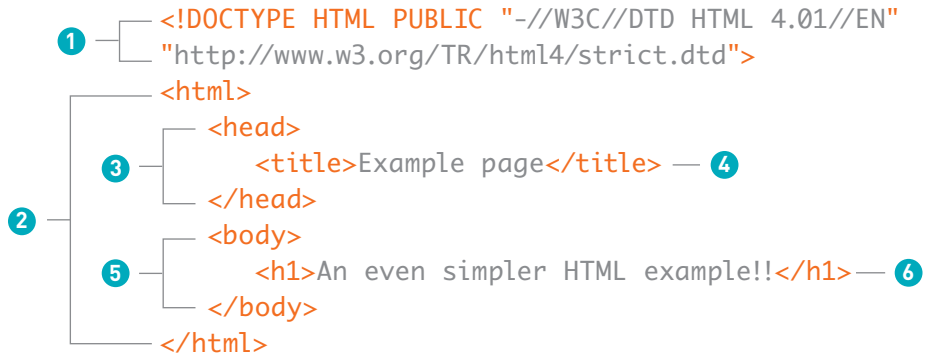 1 <!DOCTYPE HTML PUBLIC "-//W3C//DTD HTML 4.01//EN"
"http://www.w3.org/TR/html4/strict.dtd">
<html>
<head>
3 <title>Example page</title> 4
</head>
2 <body>
5 <h1>An even simpler HTML example!!</h1> 6
</body>
</html>